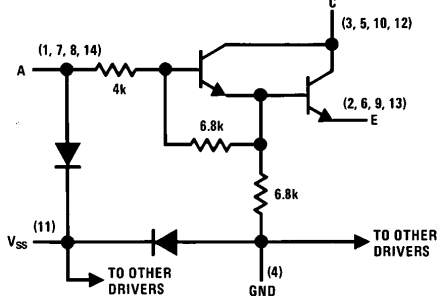 C
(3, 5, 10, 12)
(1, 7, 8, 14)
A
4k
(2, 6, 9, 13)
E
6.8k
6.8k
(11)
VSS
TO OTHER
DRIVERS
TO OTHER
DRIVERS
(4)
GND